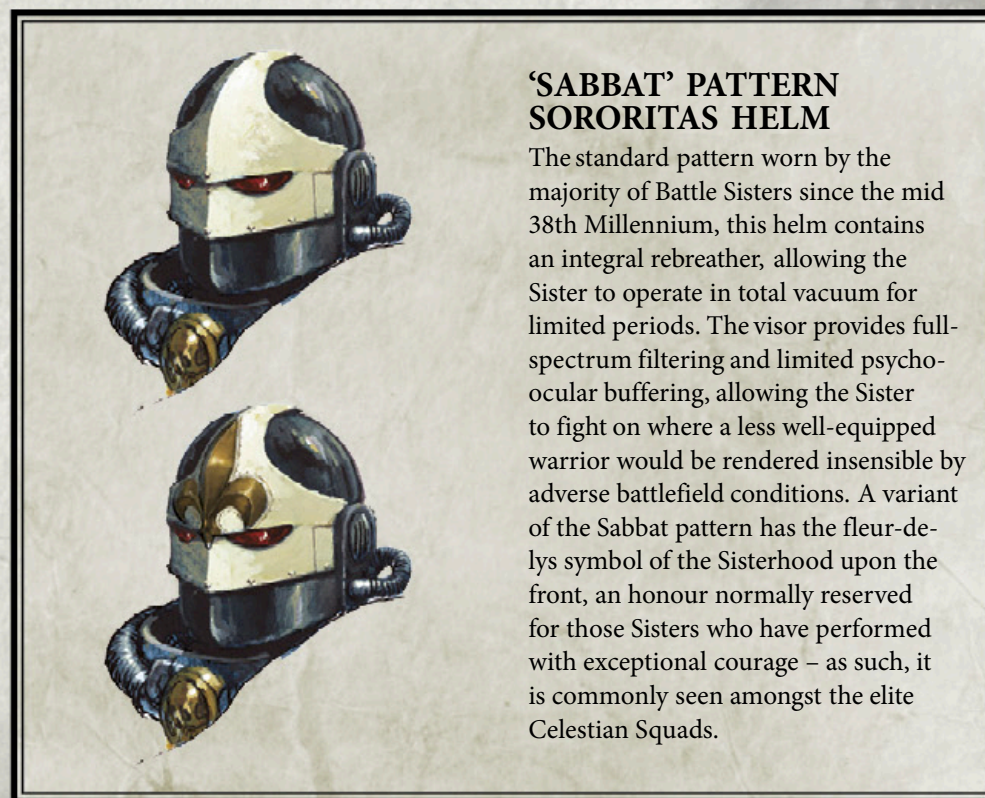 ‘SABBAT’ PATTERN
SORORITAS HELM
The standard pattern worn by the
majority of Battle Sisters since the mid
38th Millennium, this helm contains
an integral rebreather, allowing the
Sister to operate in total vacuum for
limited periods. The visor provides full-
spectrum filtering and limited psycho-
ocular buffering, allowing the Sister
to fight on where a less well-equipped
warrior would be rendered insensible by
adverse battlefield conditions. A variant
of the Sabbat pattern has the fleur-de-
lys symbol of the Sisterhood upon the
front, an honour normally reserved
for those Sisters who have performed
with exceptional courage – as such, it
is commonly seen amongst the elite
Celestian Squads.